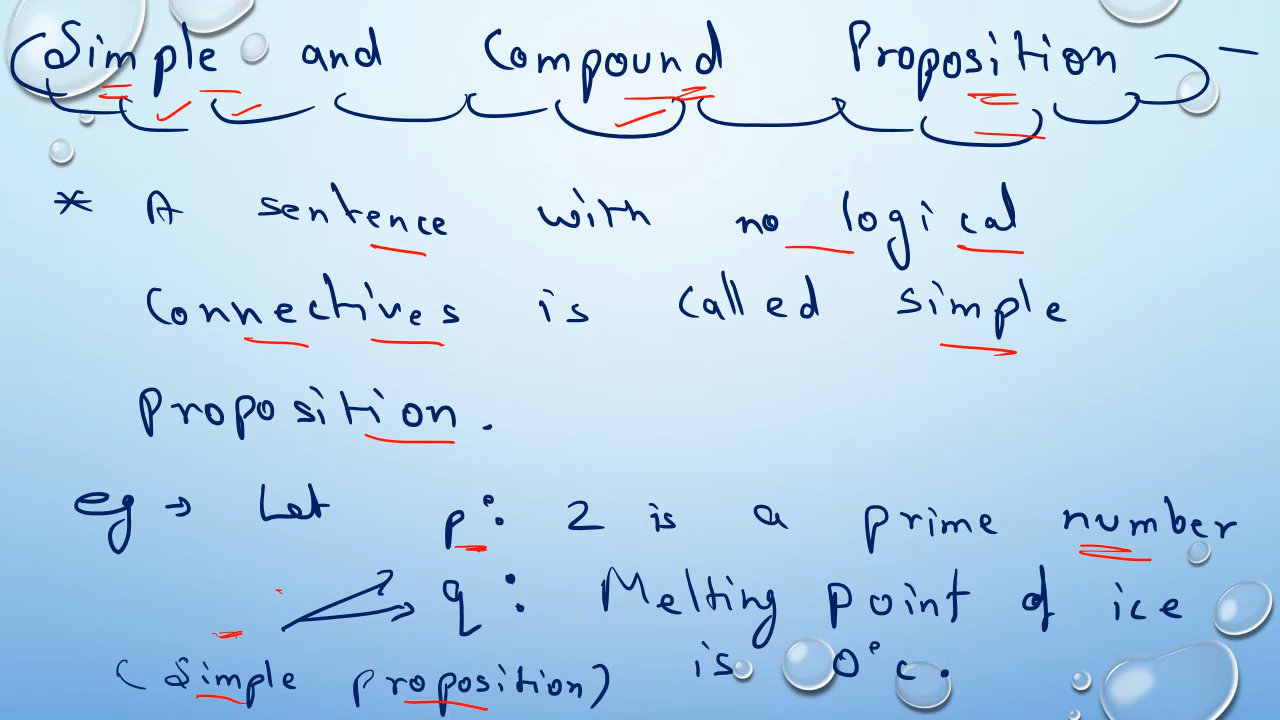 Simple and Compound Proposition :-
* A sentence with no logical
connectives is called simple
proposition.
eg → Let p: 2 is a prime number
q: Melting point of ice
(Simple proposition) is 0°C.